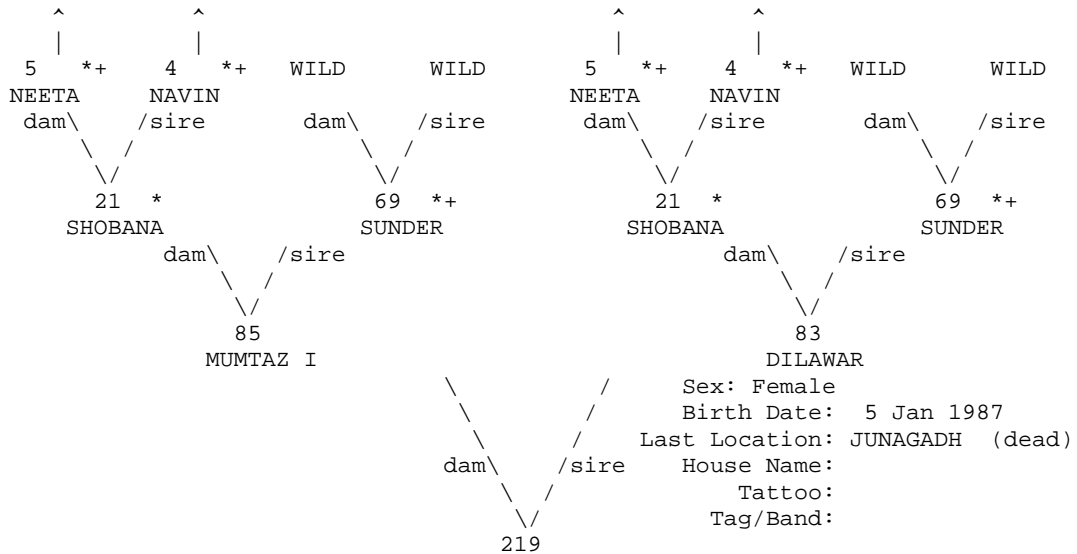 ^ ^ ^ ^
| | | |
5 *+ 4 *+ WILD WILD 5 *+ 4 *+ WILD WILD
NEETA NAVIN NEETA NAVIN
dam\ /sire dam\ /sire dam\ /sire dam\ /sire
\ / \ / \ / \ /
\/ \/ \/ \/
21 * 69 *+ 21 * 69 *+
SHOBANA SUNDER SHOBANA SUNDER
dam\ /sire dam\ /sire
\ / \ /
\/ \/
85 83
MUMTAZ I DILAWAR
\ / Sex: Female
\ / Birth Date: 5 Jan 1987
\ / Last Location: JUNAGADH (dead)
dam\ /sire House Name:
\ / Tattoo:
\/ Tag/Band:
219